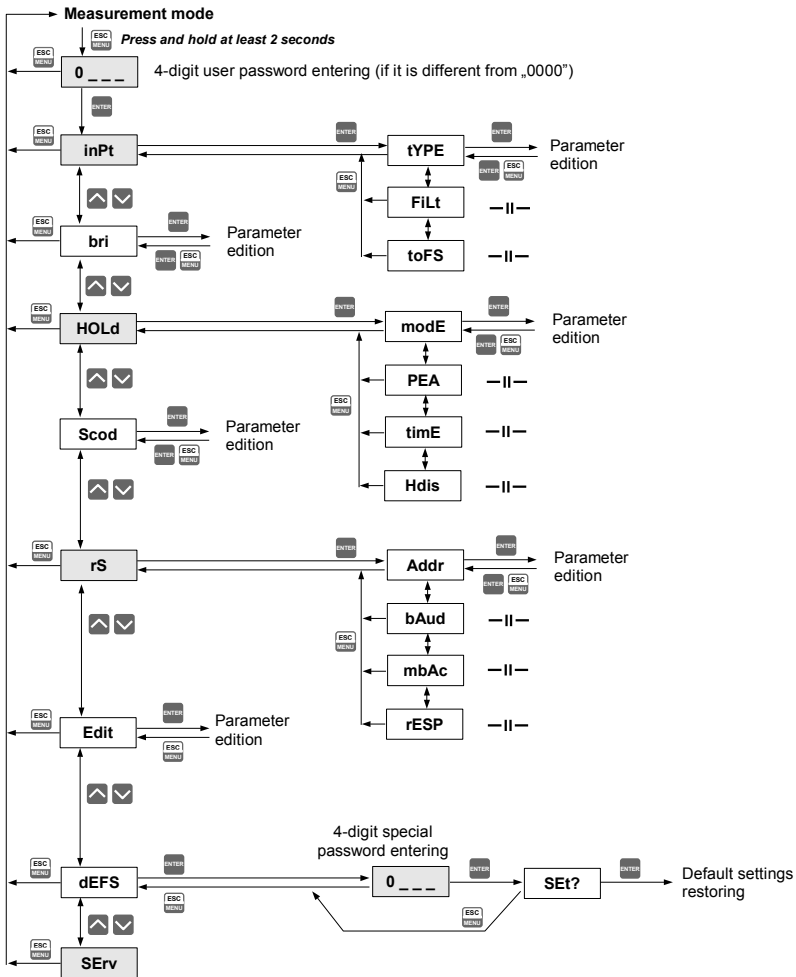 Measurement mode
ESC MENU Press and hold at least 2 seconds
ESC MENU
0 _ _ _ 4-digit user password entering (if it is different from „0000”)
ENTER
ESC MENU
inPt
ENTER
tYPE
ENTER
ENTER ESC MENU
Parameter
edition
ESC MENU
FiLt —II—
toFS —II—
ESC MENU
bri
ENTER
ENTER ESC MENU
Parameter
edition
ESC MENU
HOLd
ENTER
modE
ENTER
ENTER ESC MENU
Parameter
edition
ESC MENU
PEA —II—
timE —II—
Hdis —II—
Scod
ENTER
ENTER ESC MENU
Parameter
edition
ESC MENU
rS
ENTER
Addr
ENTER
ENTER ESC MENU
Parameter
edition
ESC MENU
bAud —II—
mbAc —II—
rESP —II—
ESC MENU
Edit
ENTER
ESC MENU
Parameter
edition
ESC MENU
dEFS
ENTER
ESC MENU
4-digit special
password entering
0 _ _ _
ENTER
SEt?
ENTER
ESC MENU
Default settings
restoring
ESC MENU
SErv